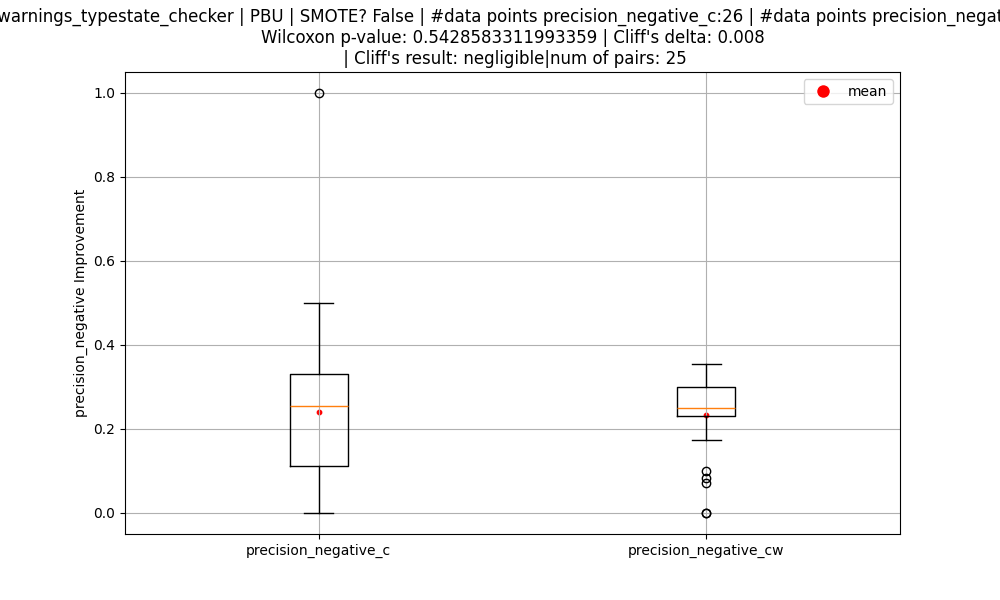 warnings_typestate_checker | PBU | SMOTE? False | #data points precision_negative_c:26 | #data points
Wilcoxon p-value: 0.5428583311993359 | Cliff's delta: 0.008
| Cliff's result: negligible|num of pairs: 25
mean
1.0
0.8
0.6
0.4
0.2
0.0
precision_negative Improvement
precision_negative_c
precision_negative_cw